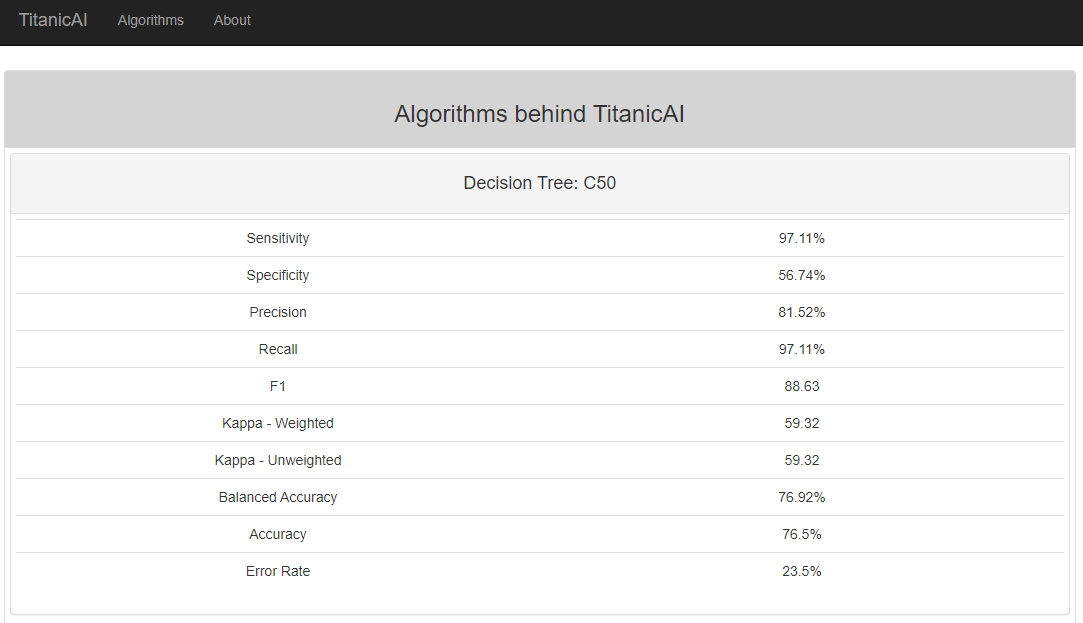 TitanicAI Algorithms About
Algorithms behind TitanicAI
Decision Tree: C50
Sensitivity 97.11%
Specificity 56.74%
Precision 81.52%
Recall 97.11%
F1 88.63
Kappa - Weighted 59.32
Kappa - Unweighted 59.32
Balanced Accuracy 76.92%
Accuracy 76.5%
Error Rate 23.5%